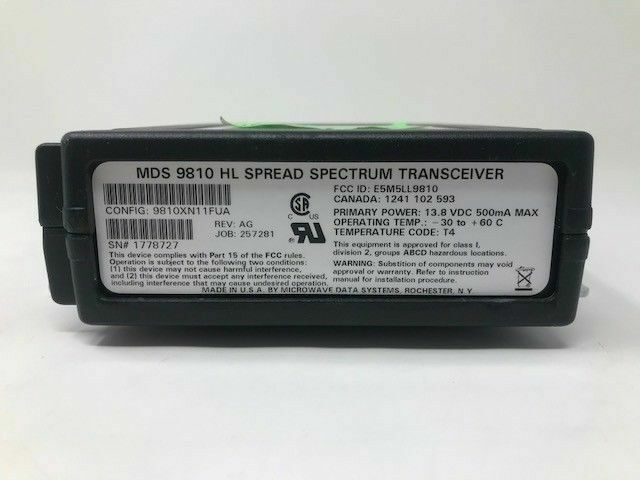 MDS 9810 HL SPREAD SPECTRUM TRANSCEIVER
CONFIG: 9810XN11FUA
REV: AG
JOB: 257281
SN# 1778727
This device complies with Part 15 of the FCC rules.
Operation is subject to the following two conditions:
(1) this device may not cause harmful interference,
and (2) this device must accept any interference received,
including interference that may cause undesired operation.
SA
FCC ID: E5M5LL9810
CANADA: 1241 102 593
PRIMARY POWER: 13.8 VDC 500mA MAX
OPERATING TEMP.: -30 to +60 C
TEMPERATURE CODE: T4
This equipment is approved for class I,
division 2, groups ABCD hazardous locations.
WARNING: Substitution of components may void
approval or warranty. Refer to instruction
manual for installation procedure.
MADE IN U.S.A. BY MICROWAVE DATA SYSTEMS, ROCHESTER, N.Y.